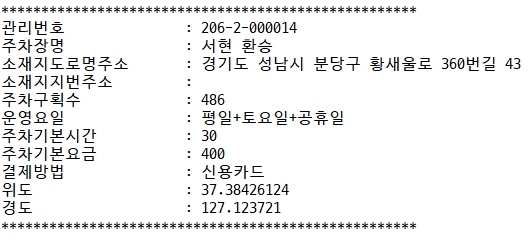 ****************************************************
관리번호 : 206-2-000014
주차장명 : 서현 환승
소재지도로명주소 : 경기도 성남시 분당구 황새울로 360번길 43
소재지지번주소 :
주차구획수 : 486
운영요일 : 평일+토요일+공휴일
주차기본시간 : 30
주차기본요금 : 400
결제방법 : 신용카드
위도 : 37.38426124
경도 : 127.123721
****************************************************